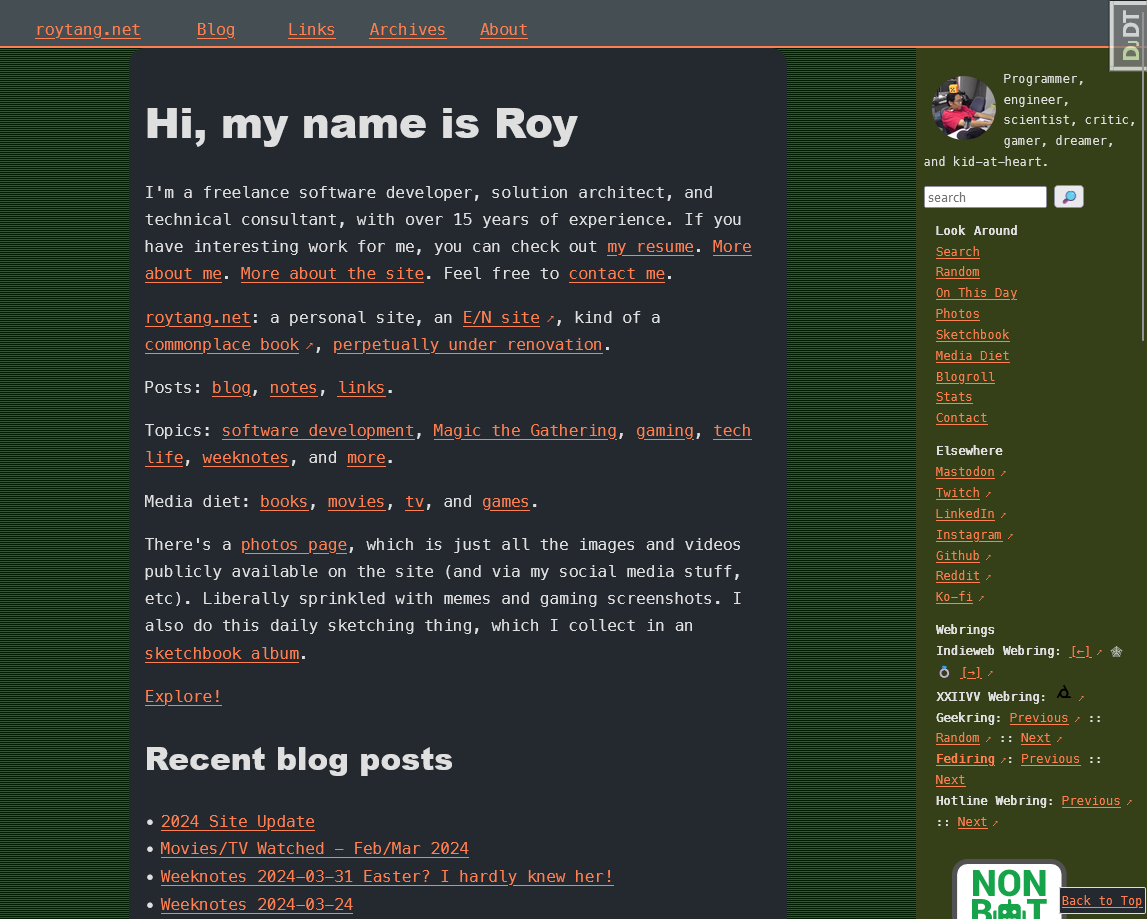 roytang.net Blog Links Archives About
DjDT
Hi, my name is Roy
I'm a freelance software developer, solution architect, and
technical consultant, with over 15 years of experience. If you
have interesting work for me, you can check out my resume. More
about me. More about the site. Feel free to contact me.
roytang.net: a personal site, an E/N site ↗, kind of a
commonplace book ↗, perpetually under renovation.
Posts: blog, notes, links.
Topics: software development, Magic the Gathering, gaming, tech
life, weeknotes, and more.
Media diet: books, movies, tv, and games.
There's a photos page, which is just all the images and videos
publicly available on the site (and via my social media stuff,
etc). Liberally sprinkled with memes and gaming screenshots. I
also do this daily sketching thing, which I collect in an
sketchbook album.
Explore!
Recent blog posts
• 2024 Site Update
• Movies/TV Watched – Feb/Mar 2024
• Weeknotes 2024-03-31 Easter? I hardly knew her!
• Weeknotes 2024-03-24
Programmer,
engineer,
scientist, critic,
gamer, dreamer,
and kid-at-heart.
search
Look Around
Search
Random
On This Day
Photos
Sketchbook
Media Diet
Blogroll
Stats
Contact
Elsewhere
Mastodon ↗
Twitch ↗
LinkedIn ↗
Instagram ↗
Github ↗
Reddit ↗
Ko-fi ↗
Webrings
Indieweb Webring: [←] ↗ 🕸
💍 [→] ↗
XXIIVV Webring: ↗
Geekring: Previous ↗ ::
Random ↗ :: Next ↗
Fediring ↗: Previous ::
Next
Hotline Webring: Previous ↗
:: Next ↗
NON
BOT
Back to Top